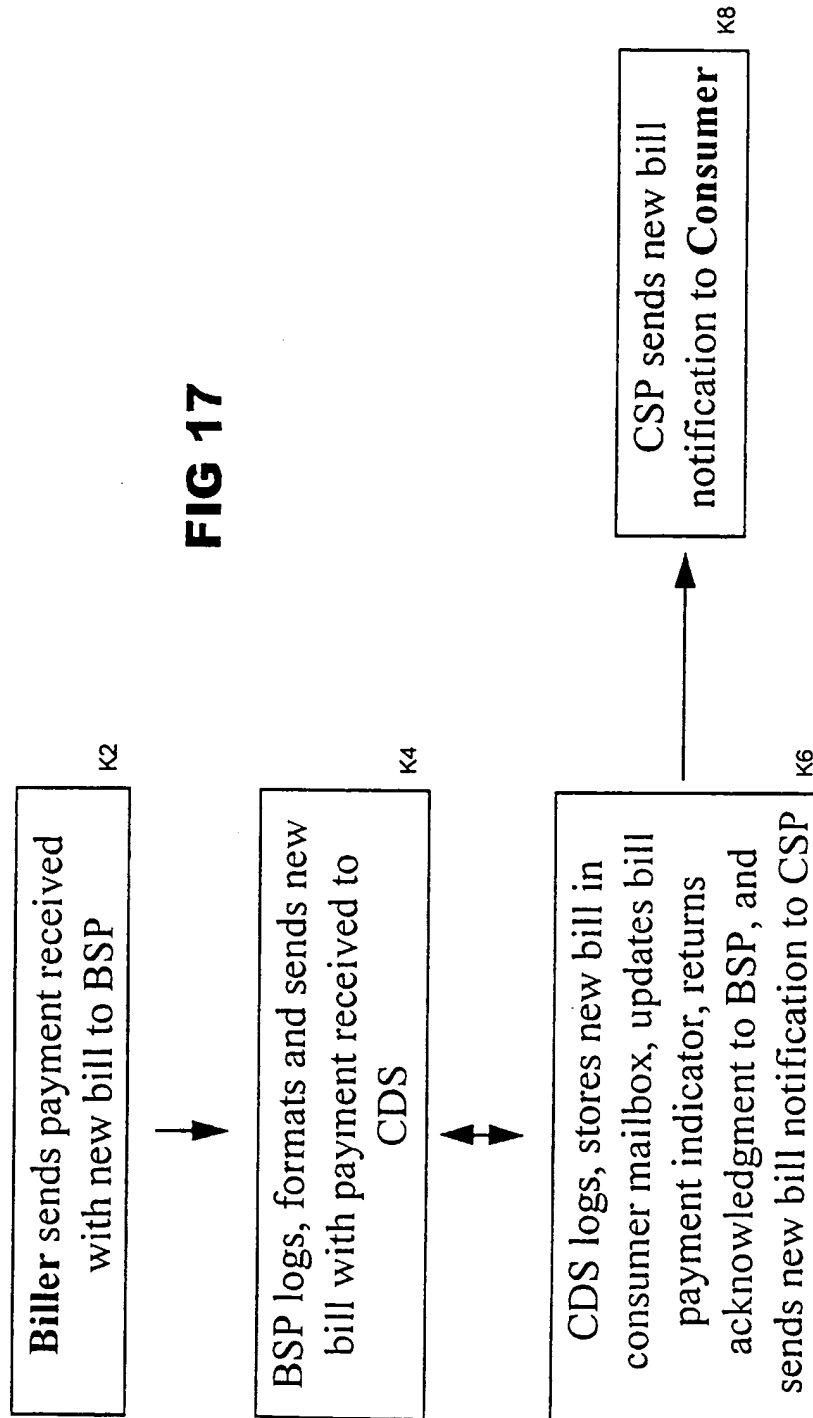 FIG 17
Biller sends payment received
with new bill to BSP
K2
BSP logs, formats and sends new
bill with payment received to
CDS
K4
CDS logs, stores new bill in
consumer mailbox, updates bill
payment indicator, returns
acknowledgment to BSP, and
sends new bill notification to CSP
K6
CSP sends new bill
notification to Consumer
K8